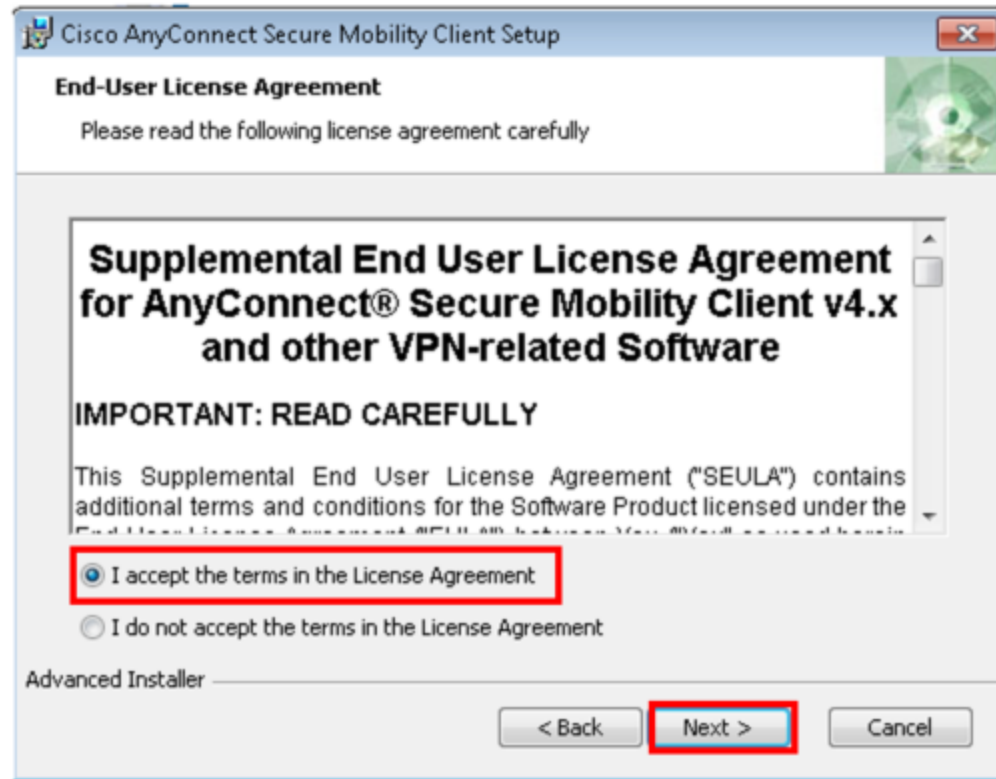 Cisco AnyConnect Secure Mobility Client Setup
End-User License Agreement
Please read the following license agreement carefully
Supplemental End User License Agreement
for AnyConnect® Secure Mobility Client v4.x
and other VPN-related Software
IMPORTANT: READ CAREFULLY
This Supplemental End User License Agreement ("SEULA") contains
additional terms and conditions for the Software Product licensed under the
I accept the terms in the License Agreement
I do not accept the terms in the License Agreement
Advanced Installer
< Back Next > Cancel